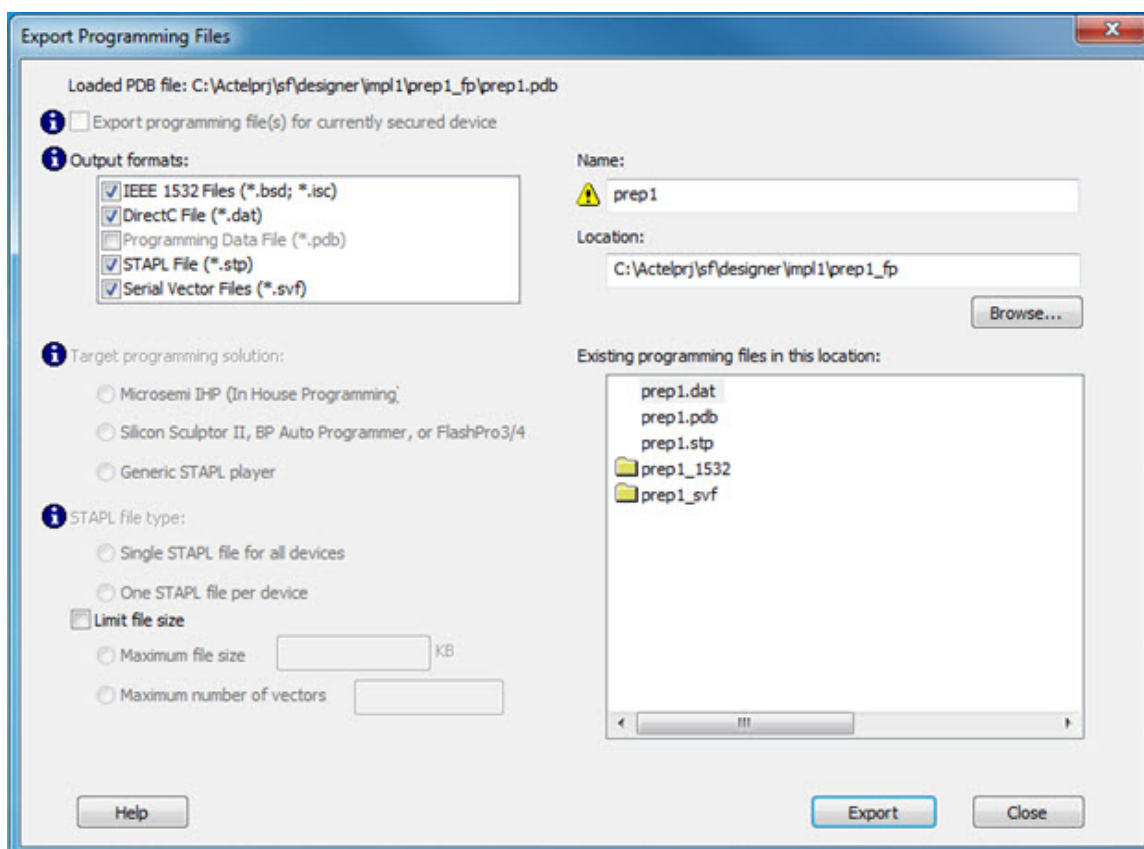 Export Programming Files
Loaded PDB file: C:\Actelprj\sf\designer\impl1\prep1_fp\prep1.pdb
Export programming file(s) for currently secured device
Output formats:
IEEE 1532 Files (*.bsd; *.isc)
DirectC File (*.dat)
Programming Data File (*.pdb)
STAPL File (*.stp)
Serial Vector Files (*.svf)
Name:
prep1
Location:
C:\Actelprj\sf\designer\impl1\prep1_fp
Browse...
Target programming solution:
Microsemi IHP (In House Programming)
Silicon Sculptor II, BP Auto Programmer, or FlashPro3/4
Generic STAPL player
STAPL file type:
Single STAPL file for all devices
One STAPL file per device
Limit file size
Maximum file size KB
Maximum number of vectors
Existing programming files in this location:
prep1.dat
prep1.pdb
prep1.stp
prep1_1532
prep1_svf
Help
Export
Close